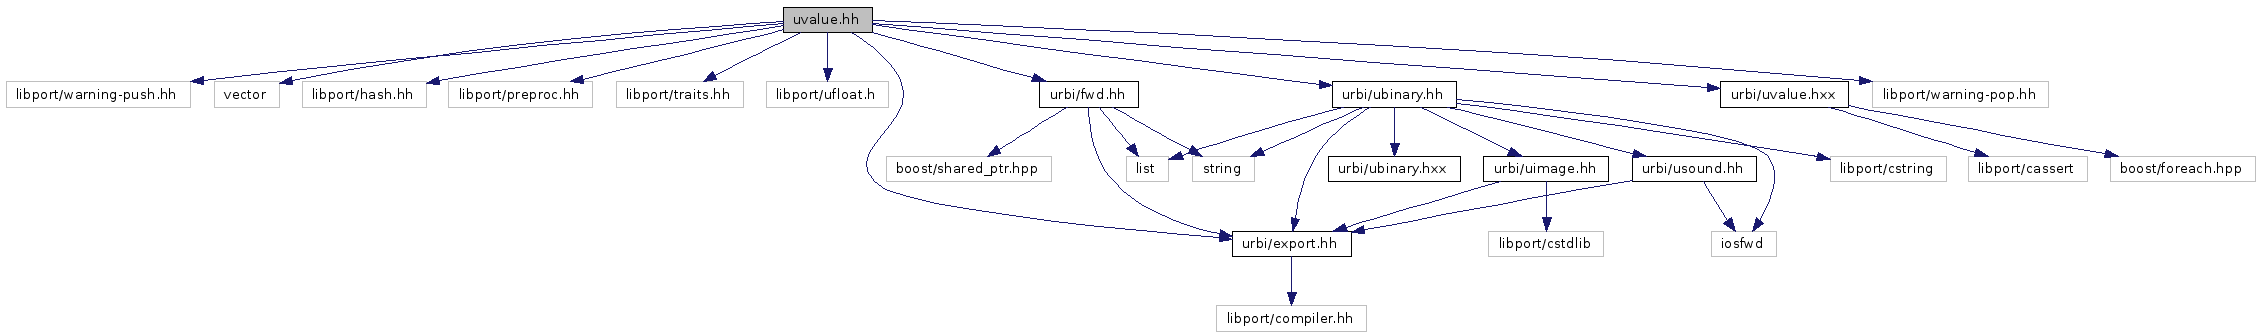 uvalue.hh
libport/warning-push.hh
vector
libport/hash.hh
libport/preproc.hh
libport/traits.hh
libport/ufloat.h
urbi/fwd.hh
urbi/ubinary.hh
urbi/uvalue.hxx
libport/warning-pop.hh
boost/shared_ptr.hpp
list
string
urbi/ubinary.hxx
urbi/uimage.hh
urbi/usound.hh
libport/cstring
libport/cassert
boost/foreach.hpp
urbi/export.hh
libport/cstdlib
iosfwd
libport/compiler.hh